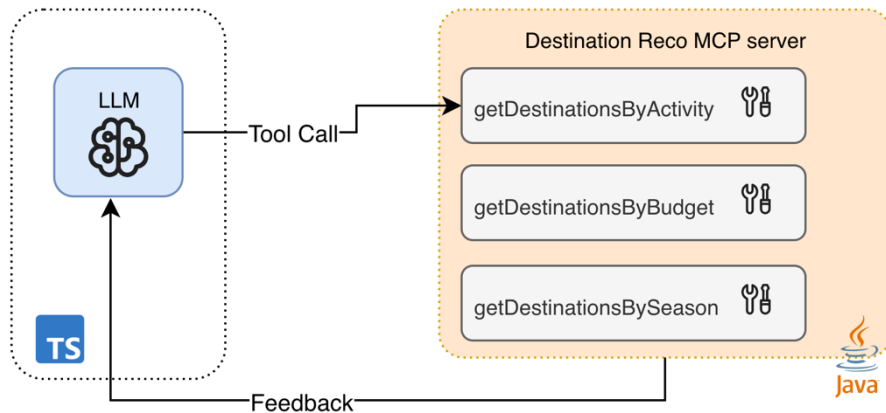 Destination Reco MCP server
LLM
Tool Call
getDestinationsByActivity
getDestinationsByBudget
getDestinationsBySeason
TS
Java
Feedback